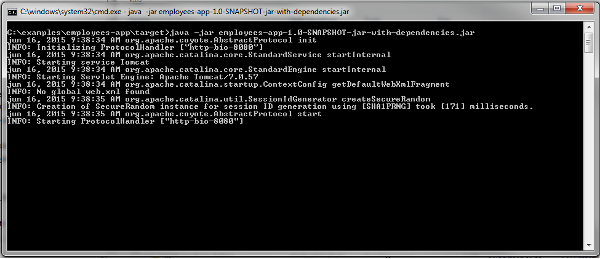 C:\windows\system32\cmd.exe - java -jar employees-app-1.0-SNAPSHOT-jar-with-dependencies.jar
C:\examples\employees-app\target>java -jar employees-app-1.0-SNAPSHOT-jar-with-dependencies.jar
jun 16, 2015 9:38:34 AM org.apache.coyote.AbstractProtocol init
INFO: Initializing ProtocolHandler ["http-bio-8080"]
jun 16, 2015 9:38:34 AM org.apache.catalina.core.StandardService startInternal
INFO: Starting service Tomcat
jun 16, 2015 9:38:34 AM org.apache.catalina.core.StandardEngine startInternal
INFO: Starting Servlet Engine: Apache Tomcat/7.0.57
jun 16, 2015 9:38:34 AM org.apache.catalina.startup.ContextConfig getDefaultWebXmlFragment
INFO: No global web.xml found
jun 16, 2015 9:38:35 AM org.apache.catalina.util.SessionIdGenerator createSecureRandom
INFO: Creation of SecureRandom instance for session ID generation using [SHA1PRNG] took [171] milliseconds.
jun 16, 2015 9:38:35 AM org.apache.coyote.AbstractProtocol start
INFO: Starting ProtocolHandler ["http-bio-8080"]